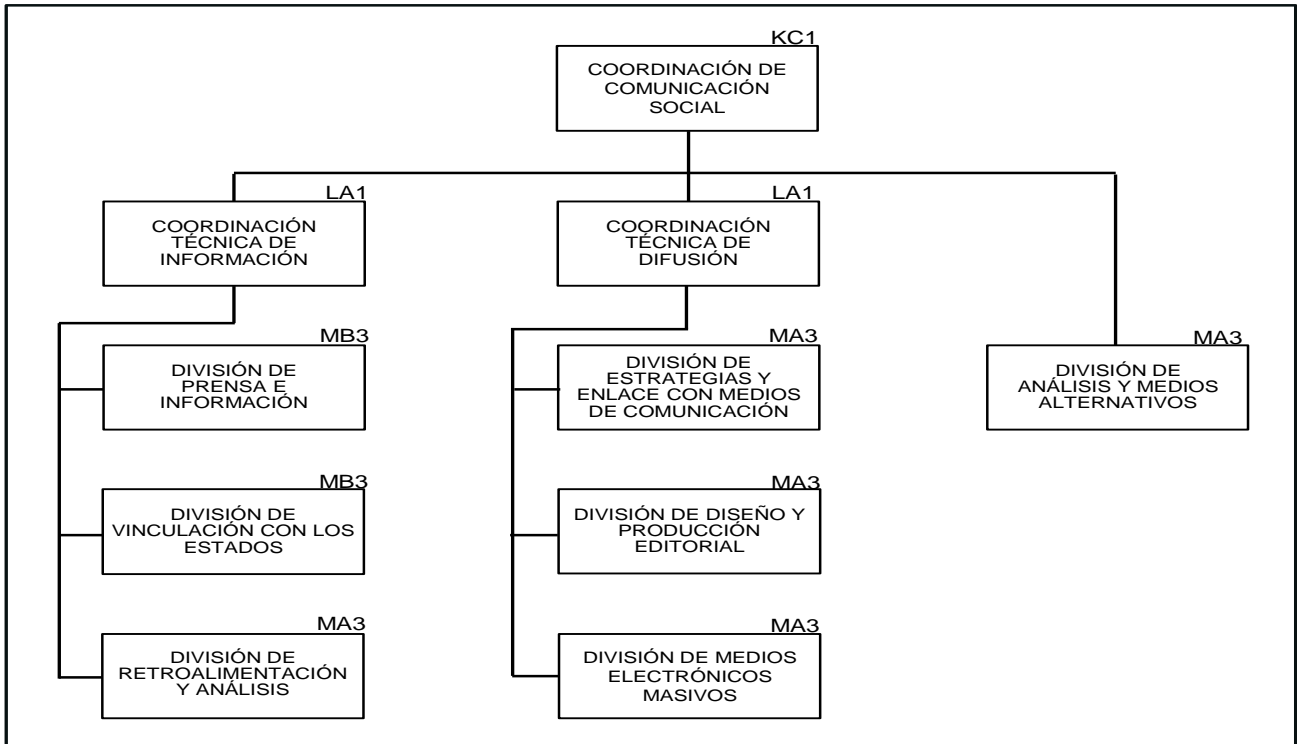 KC1
COORDINACIÓN DE
COMUNICACIÓN
SOCIAL
LA1
COORDINACIÓN
TÉCNICA DE
INFORMACIÓN
LA1
COORDINACIÓN
TÉCNICA DE
DIFUSIÓN
MB3
DIVISIÓN DE
PRENSA E
INFORMACIÓN
MA3
DIVISIÓN DE
ESTRATEGIAS Y
ENLACE CON MEDIOS
DE COMUNICACIÓN
MA3
DIVISIÓN DE
ANÁLISIS Y MEDIOS
ALTERNATIVOS
MB3
DIVISIÓN DE
VINCULACIÓN CON LOS
ESTADOS
MA3
DIVISIÓN DE DISEÑO Y
PRODUCCIÓN
EDITORIAL
MA3
DIVISIÓN DE
RETROALIMENTACIÓN
Y ANÁLISIS
MA3
DIVISIÓN DE MEDIOS
ELECTRÓNICOS
MASIVOS